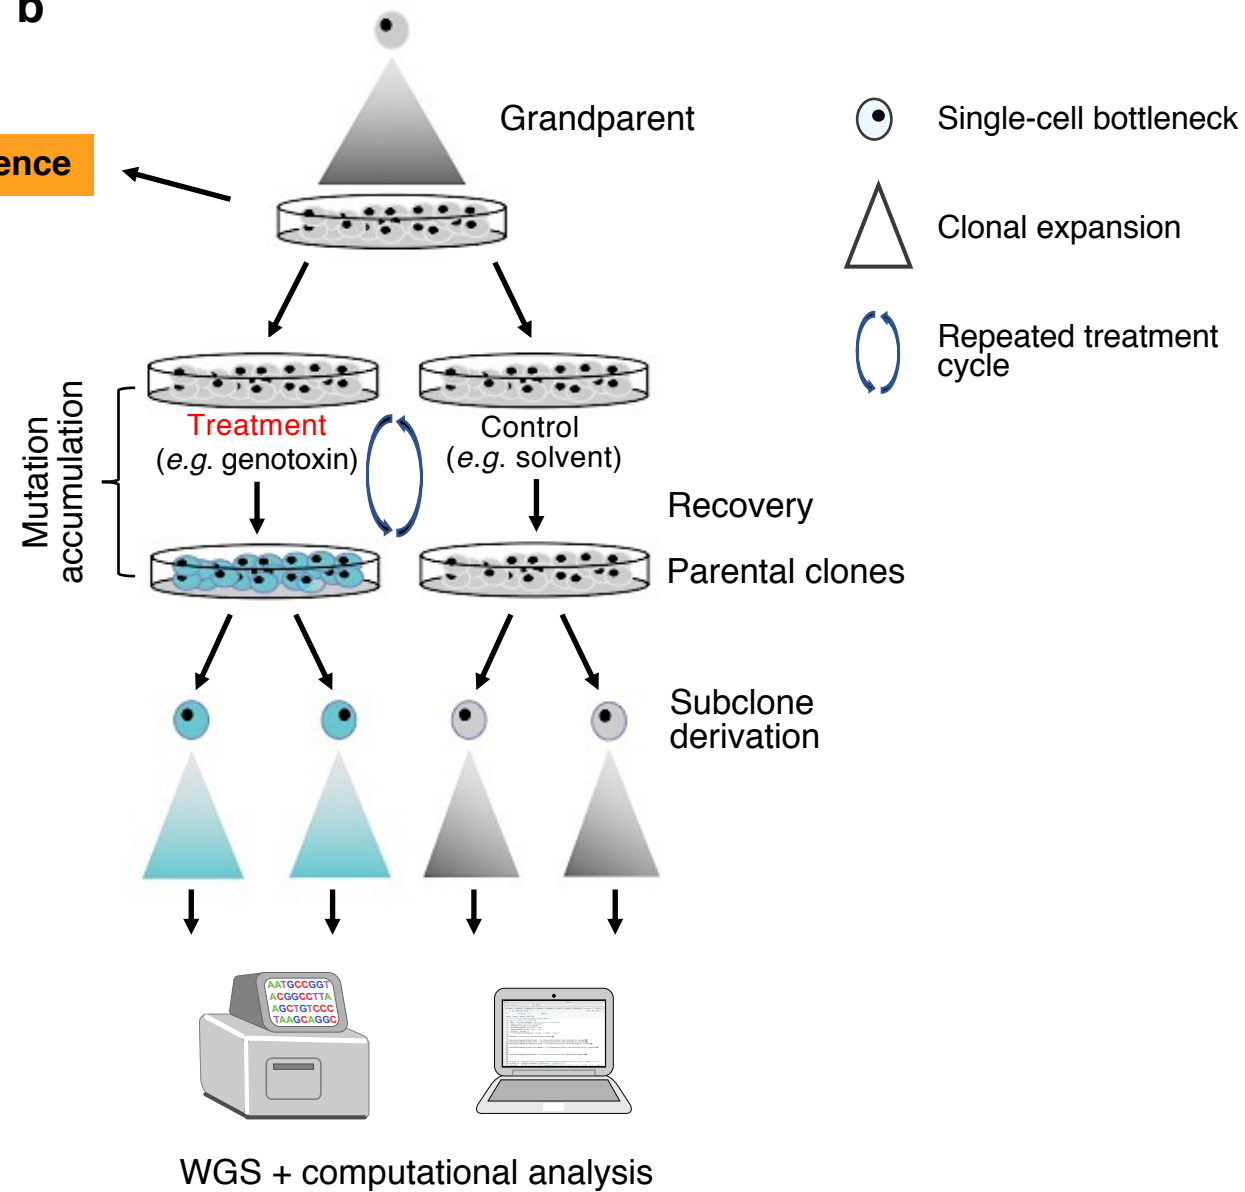 b
Grandparent
ence
Single-cell bottleneck
Clonal expansion
Repeated treatment
cycle
Mutation
accumulation
Treatment
(e.g. genotoxin)
Control
(e.g. solvent)
Recovery
Parental clones
Subclone
derivation
AATGCCGGT
ACGGCCTTA
AGCTGTCCC
TAAGCAGGC
WGS + computational analysis